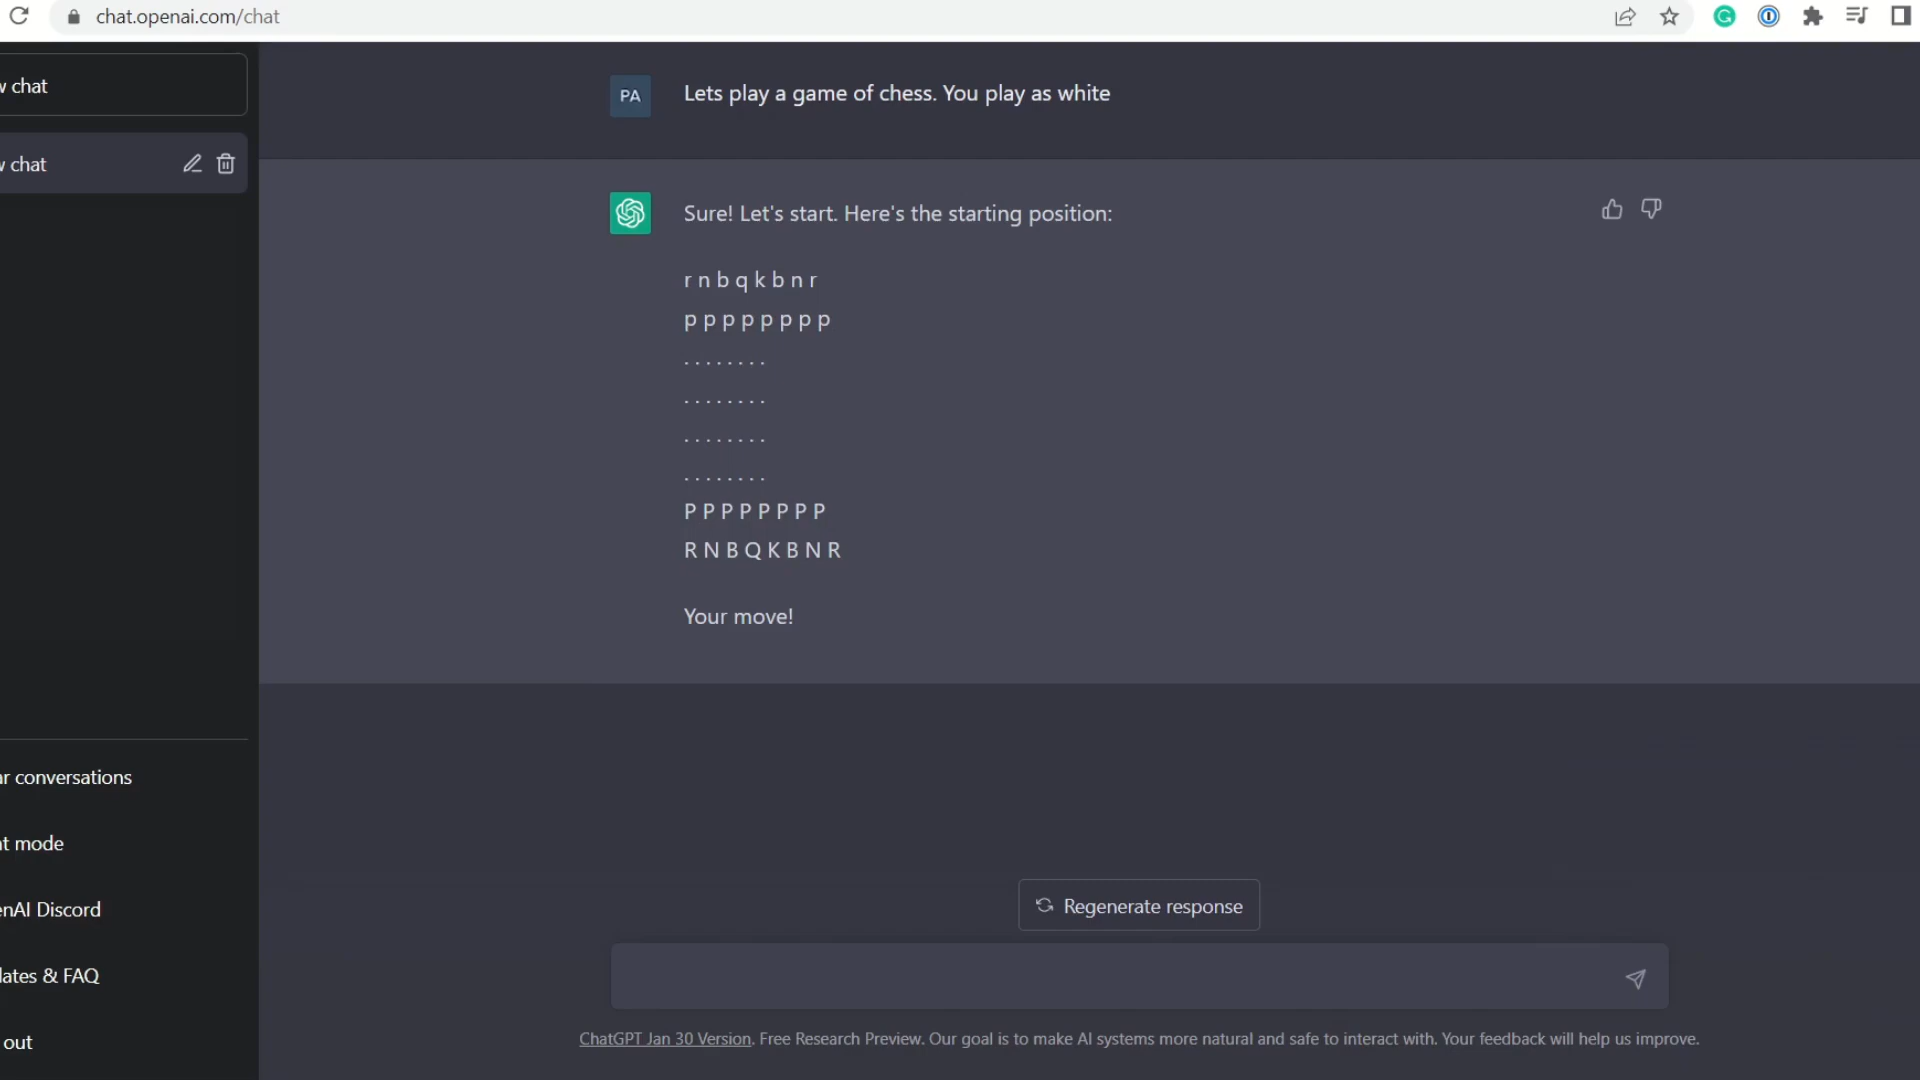 chat.openai.com/chat
chat
chat
PA
Lets play a game of chess. You play as white
Sure! Let's start. Here's the starting position:
r n b q k b n r
p p p p p p p p
. . . . . . . .
. . . . . . . .
. . . . . . . .
. . . . . . . .
P P P P P P P P
R N B Q K B N R
Your move!
r conversations
t mode
nAI Discord
lates & FAQ
out
Regenerate response
ChatGPT Jan 30 Version. Free Research Preview. Our goal is to make AI systems more natural and safe to interact with. Your feedback will help us improve.